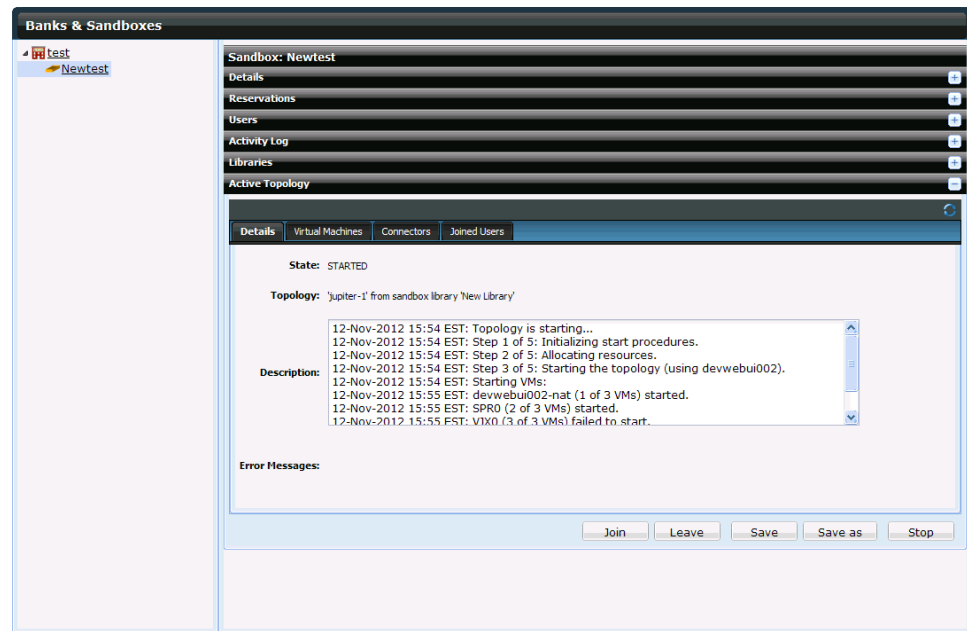 Banks & Sandboxes
test
Newtest
Sandbox: Newtest
Details
Reservations
Users
Activity Log
Libraries
Active Topology
Details Virtual Machines Connectors Joined Users
State: STARTED
Topology: 'jupiter-1' from sandbox library 'New Library'
Description:
12-Nov-2012 15:54 EST: Topology is starting...
12-Nov-2012 15:54 EST: Step 1 of 5: Initializing start procedures.
12-Nov-2012 15:54 EST: Step 2 of 5: Allocating resources.
12-Nov-2012 15:54 EST: Step 3 of 5: Starting the topology (using devwebui002).
12-Nov-2012 15:54 EST: Starting VMs:
12-Nov-2012 15:55 EST: devwebui002-nat (1 of 3 VMs) started.
12-Nov-2012 15:55 EST: SPR0 (2 of 3 VMs) started.
12-Nov-2012 15:55 EST: VIX0 (3 of 3 VMs) failed to start.
Error Messages:
Join Leave Save Save as Stop